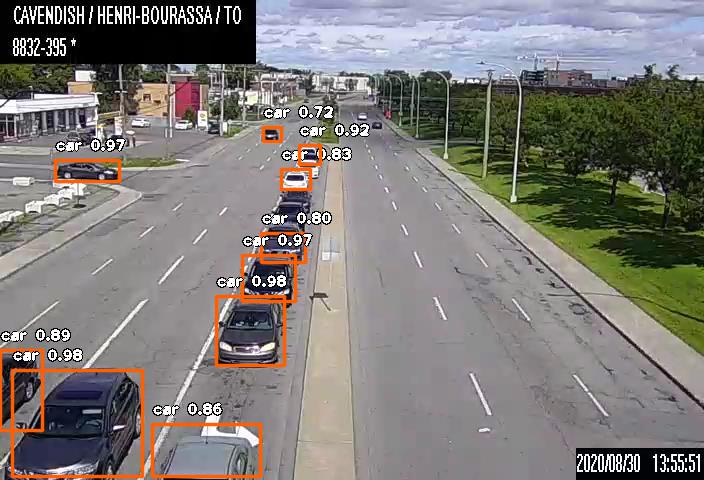 CAVENDISH / HENRI-BOURASSA / TO
8832-395 *
car 0.72
car 0.92
car 0.97
car 0.83
car 0.80
car 0.97
car 0.98
car 0.89
car 0.98
car 0.86
2020/08/30 13:55:51